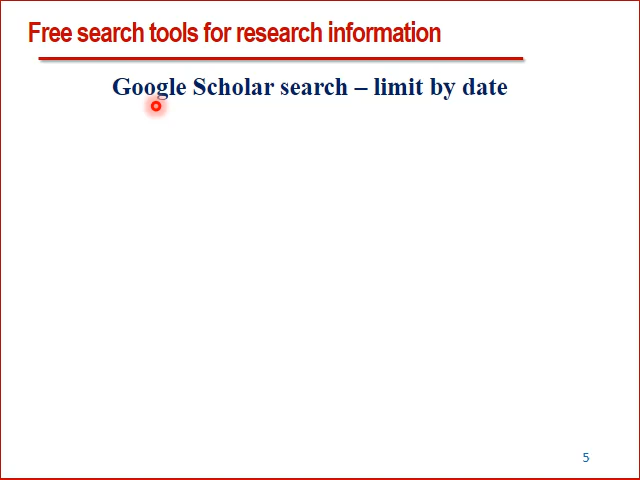 Free search tools for research information
Google Scholar search – limit by date
5